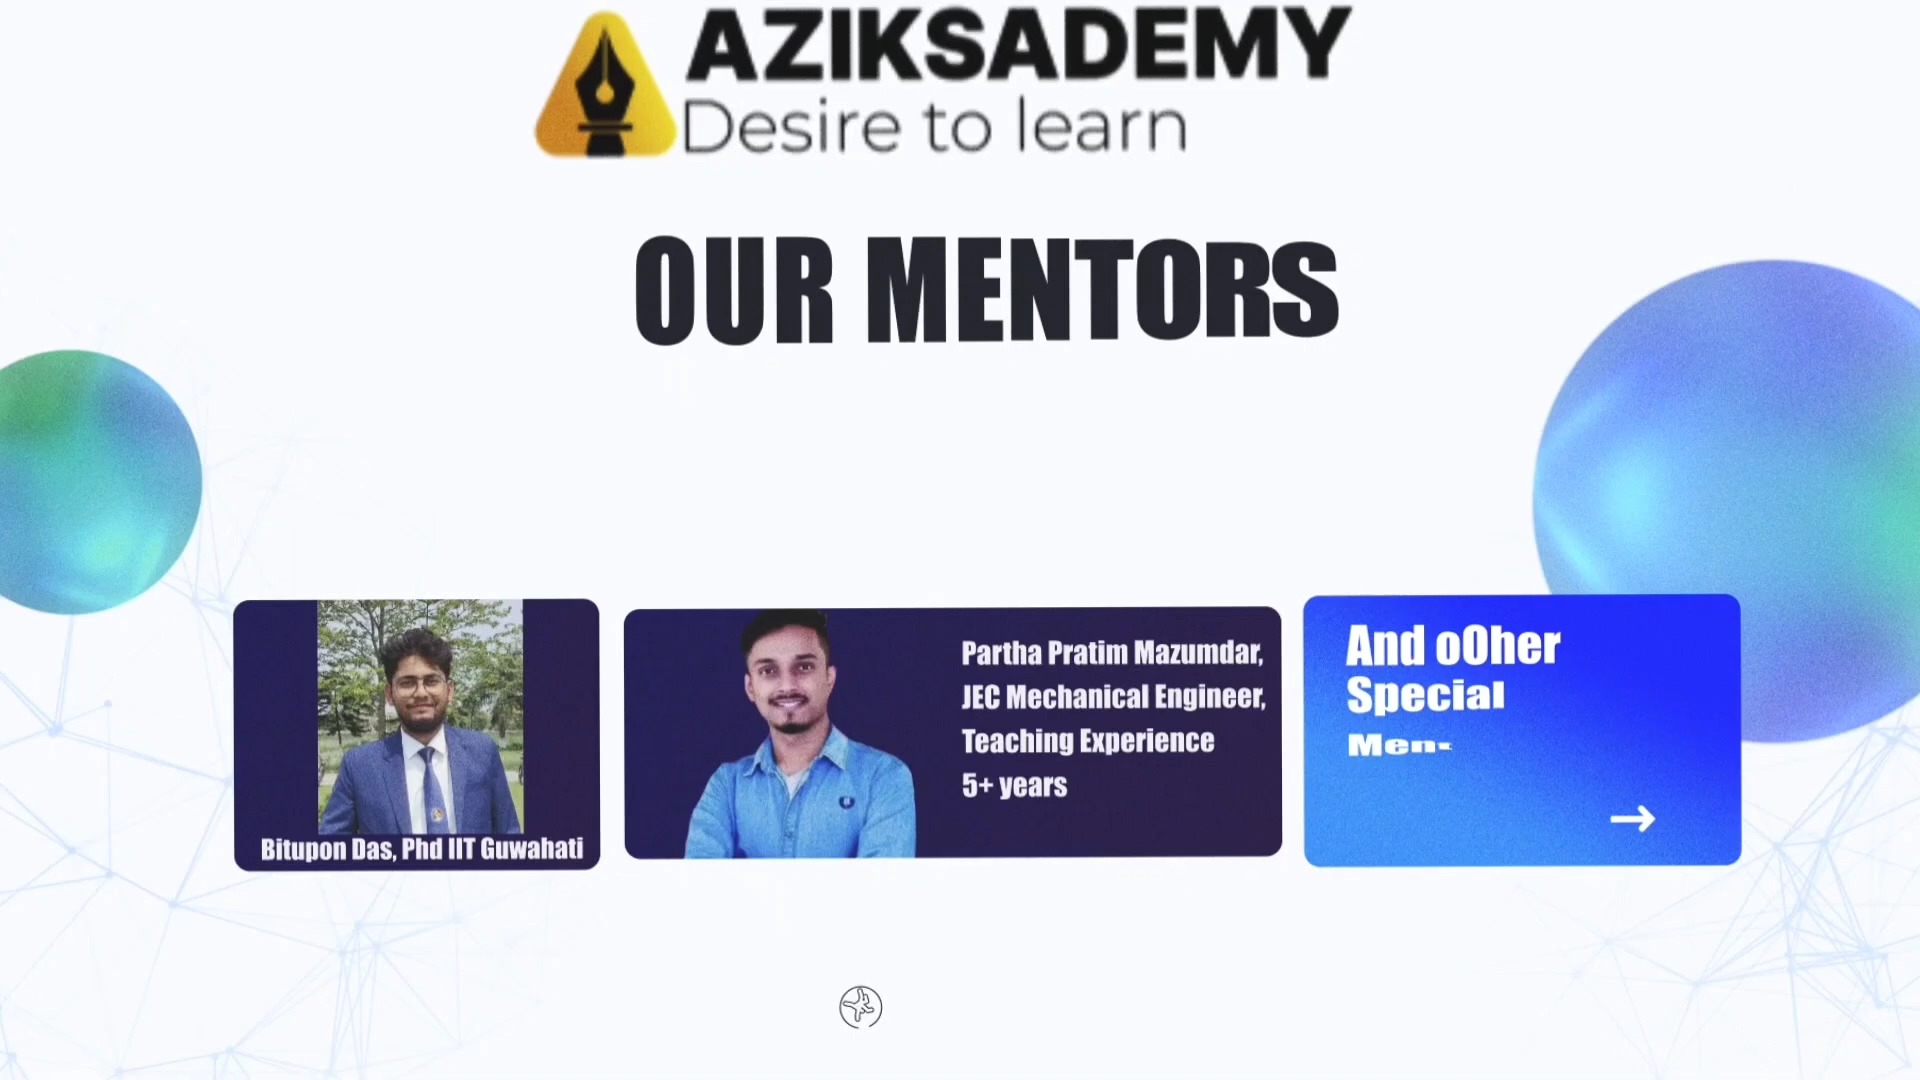 AZIKSADEMY
Desire to learn
OUR MENTORS
Bitupon Das, Phd IIT Guwahati
Partha Pratim Mazumdar,
JEC Mechanical Engineer,
Teaching Experience
5+ years
And oOher
Special
Men